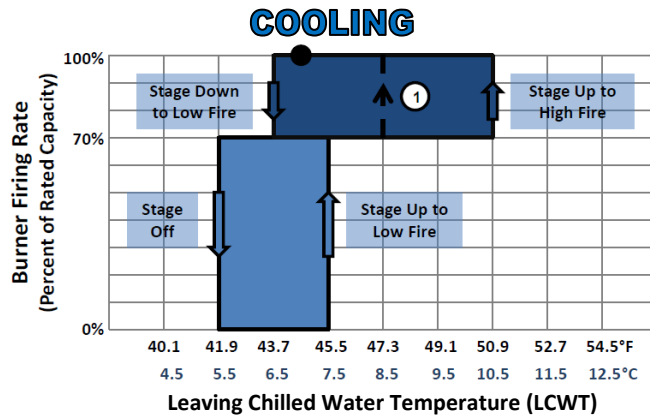 COOLING
100%
Stage Down
to Low Fire
1
Stage Up to
High Fire
70%
Burner Firing Rate
(Percent of Rated Capacity)
Stage
Off
Stage Up to
Low Fire
0%
40.1 41.9 43.7 45.5 47.3 49.1 50.9 52.7 54.5°F
4.5 5.5 6.5 7.5 8.5 9.5 10.5 11.5 12.5°C
Leaving Chilled Water Temperature (LCWT)